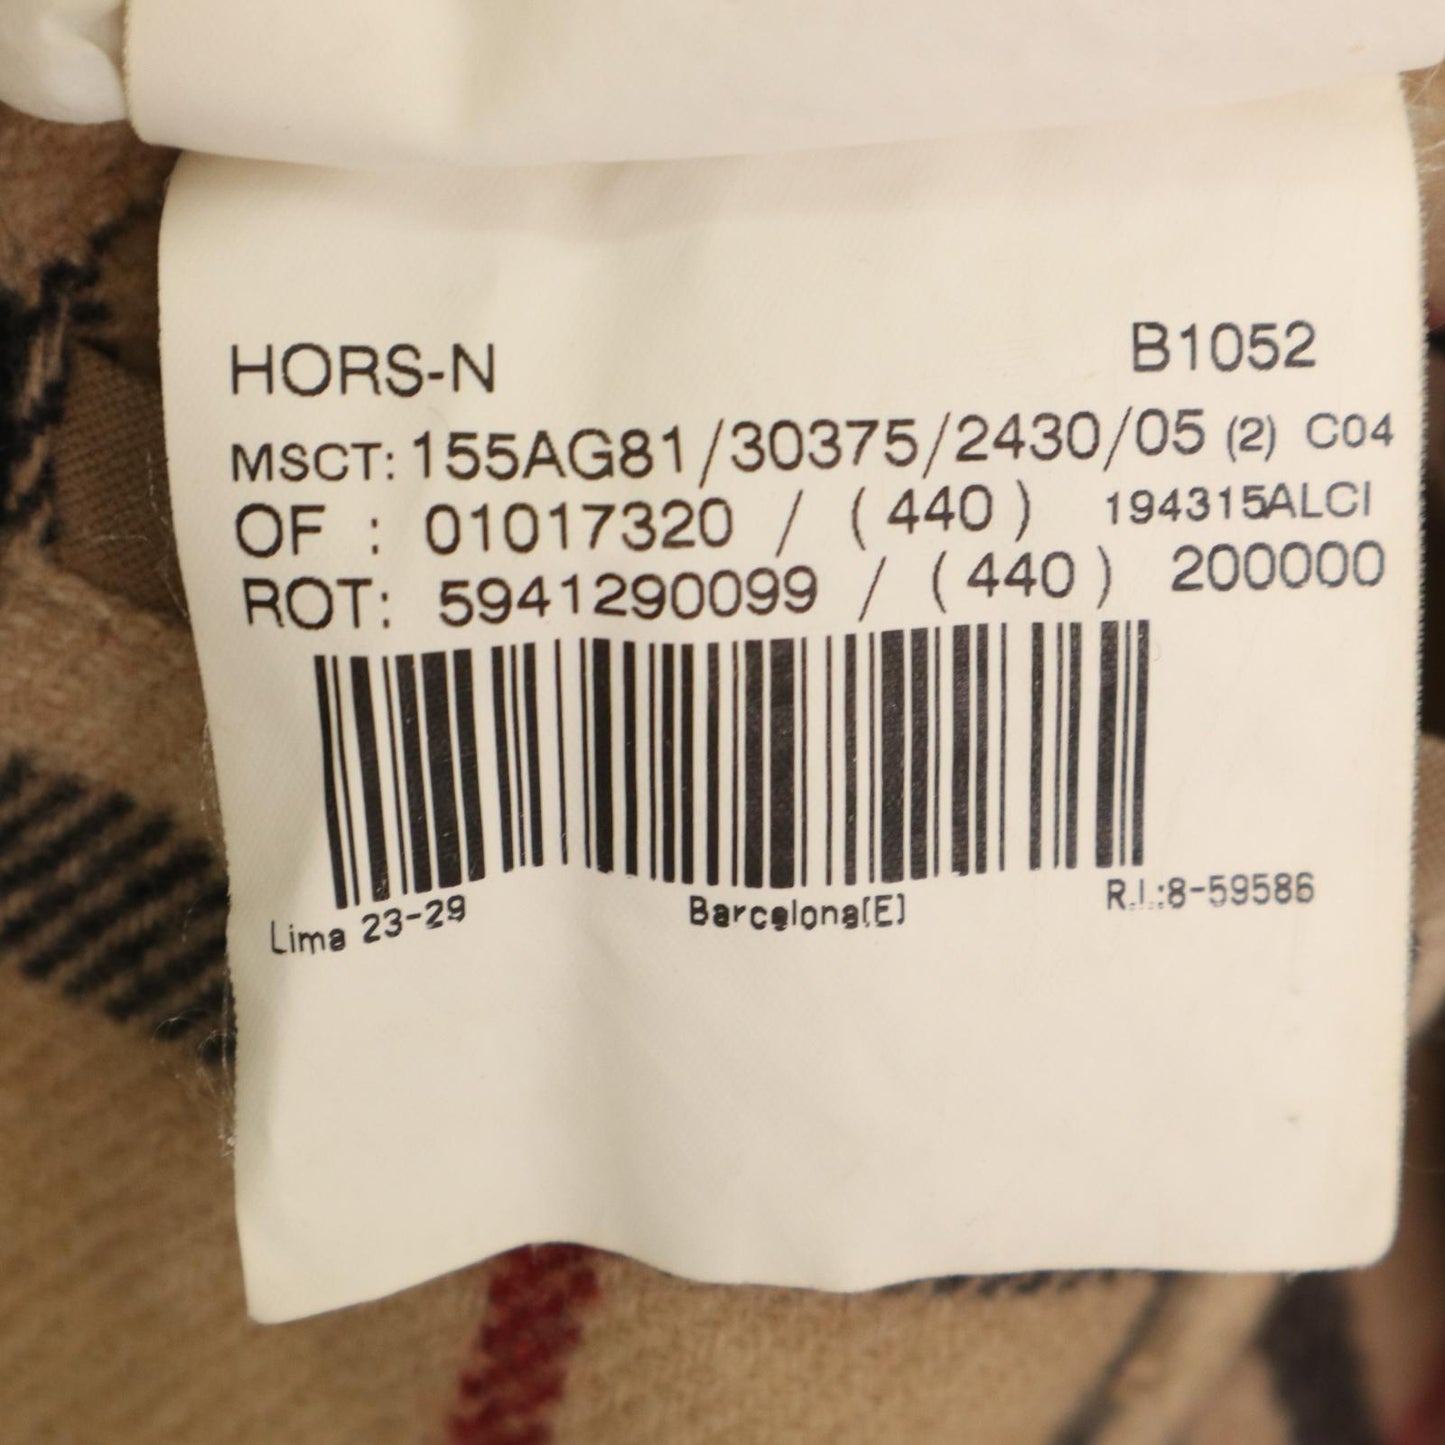 HORS-N B1052
MSCT: 155AG81/30375/2430/05 (2) C04
OF : 01017320 / ( 440 ) 194315ALCI
ROT: 5941290099 / ( 440 ) 200000
Lima 23-29 Barcelona(E) R.I.:8-59586